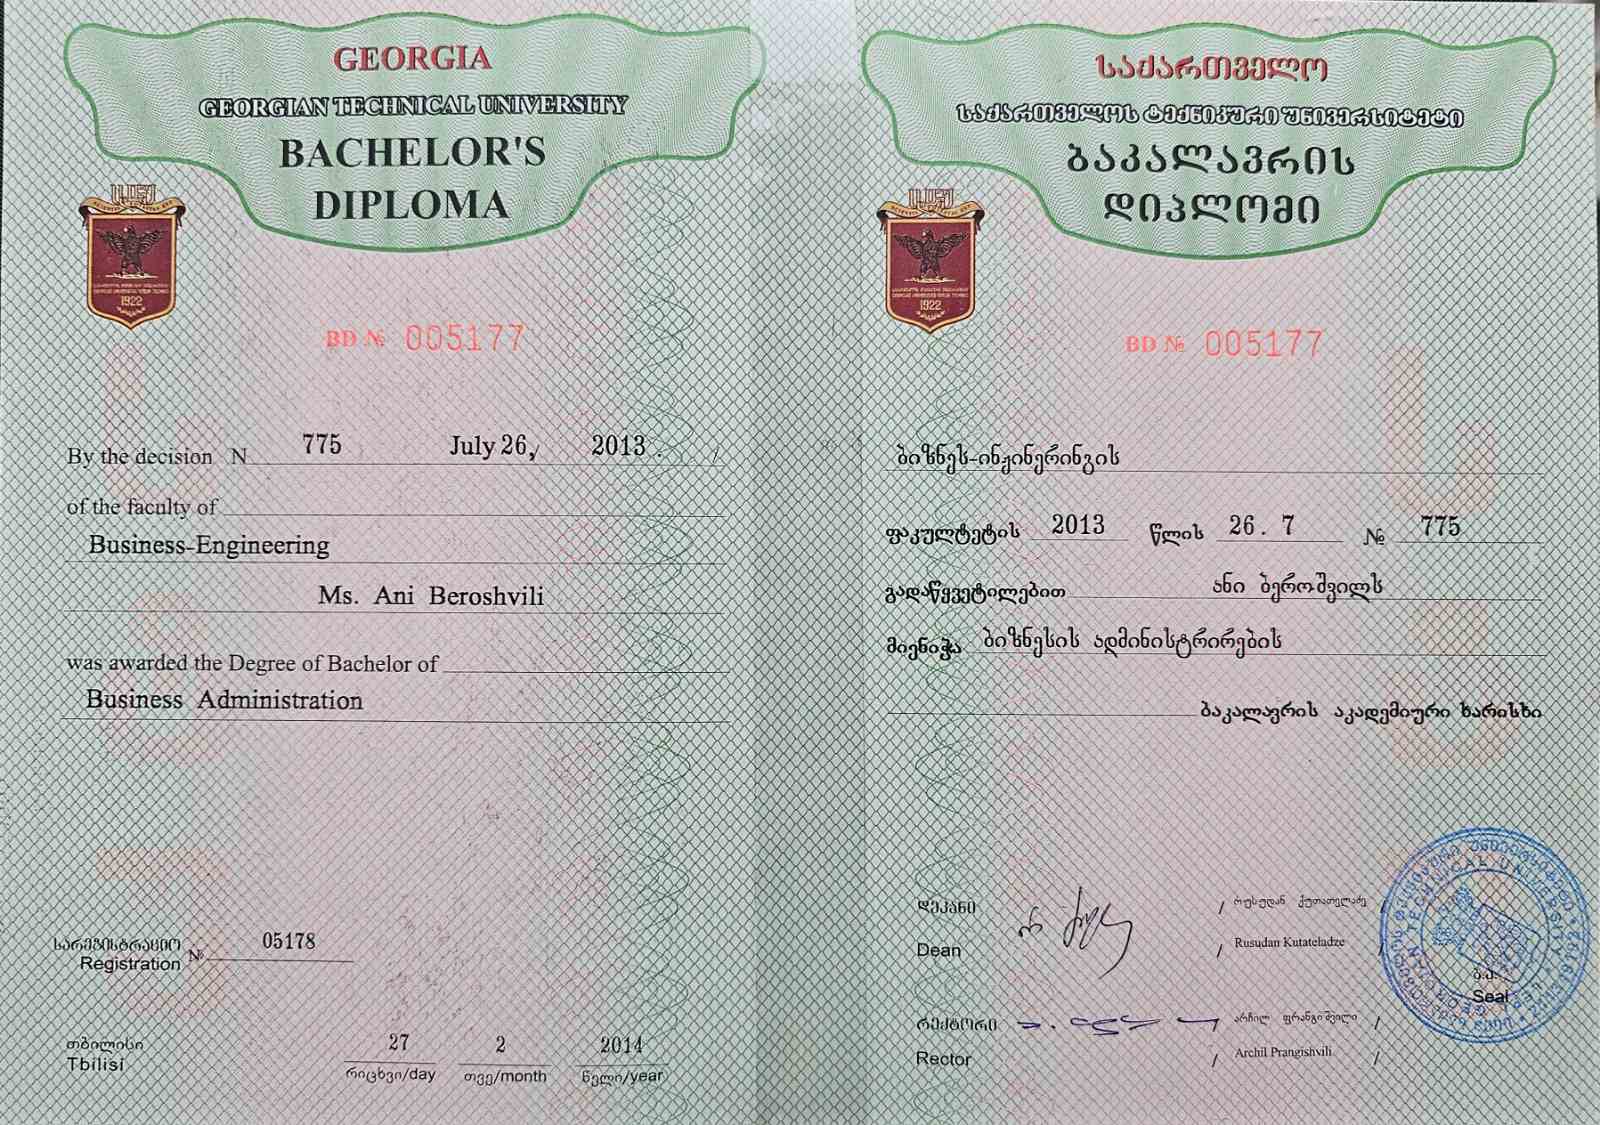 GEORGIA
GEORGIAN TECHNICAL UNIVERSITY
BACHELOR'S
DIPLOMA
1922
BD № 005177
By the decision N 775 July 26, / 2013 . /
of the faculty of
Business-Engineering
Ms. Ani Beroshvili
was awarded the Degree of Bachelor of
Business Administration
სარეგისტრაციო
Registration № 05178
თბილისი
Tbilisi
27 2 2014
რიცხვი/day თვე/month წელი/year
საქართველო
საქართველოს ტექნიკური უნივერსიტეტი
ბაკალავრის
დიპლომი
1922
BD № 005177
ბიზნეს-ინჟინერინგის
ფაკულტეტის 2013 წლის 26 . 7 № 775
გადაწყვეტილებით ანი ბეროშვილს
მიენიჭა ბიზნესის ადმინისტრირების
ბაკალავრის აკადემიური ხარისხი
დეკანი / რუსუდან ქუთათელაძე /
Dean / Rusudan Kutateladze /
ბ.ა.
Seal
რექტორი / არჩილ ფრანგიშვილი /
Rector / Archil Prangishvili /
GEORGIAN TECHNICAL UNIVERSITY